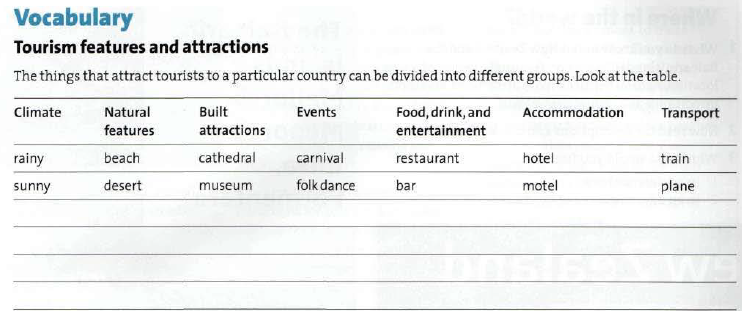 Vocabulary
Tourism features and attractions
The things that attract tourists to a particular country can be divided into different groups. Look at the table.
Climate Natural features Built attractions Events Food, drink, and entertainment Accommodation Transport
rainy beach cathedral carnival restaurant hotel train
sunny desert museum folk dance bar motel plane